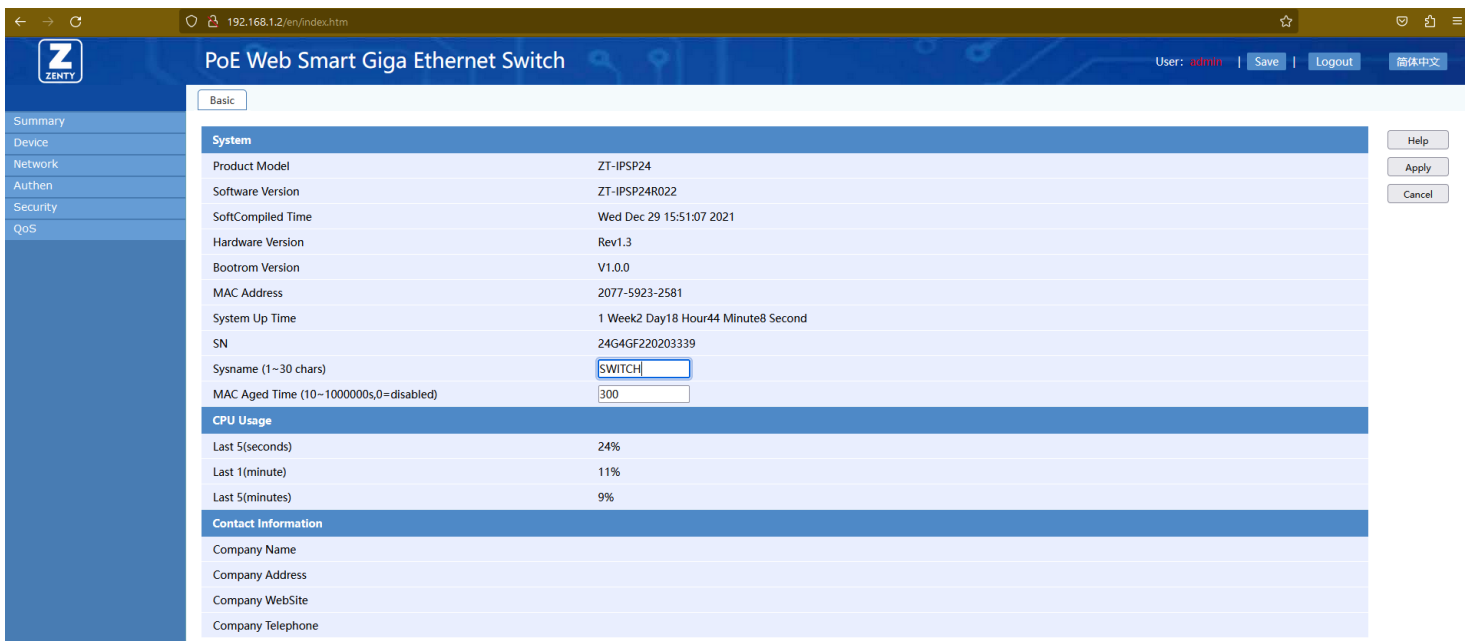 192.168.1.2/en/index.htm
Z
ZENTY
PoE Web Smart Giga Ethernet Switch
User: admin | Save | Logout 简体中文
Basic
Summary
Device
Network
Authen
Security
QoS
System
Product Model ZT-IPSP24
Software Version ZT-IPSP24R022
SoftCompiled Time Wed Dec 29 15:51:07 2021
Hardware Version Rev1.3
Bootrom Version V1.0.0
MAC Address 2077-5923-2581
System Up Time 1 Week2 Day18 Hour44 Minute8 Second
SN 24G4GF220203339
Sysname (1~30 chars) SWITCH
MAC Aged Time (10~1000000s,0=disabled) 300
CPU Usage
Last 5(seconds) 24%
Last 1(minute) 11%
Last 5(minutes) 9%
Contact Information
Company Name
Company Address
Company WebSite
Company Telephone
Help
Apply
Cancel